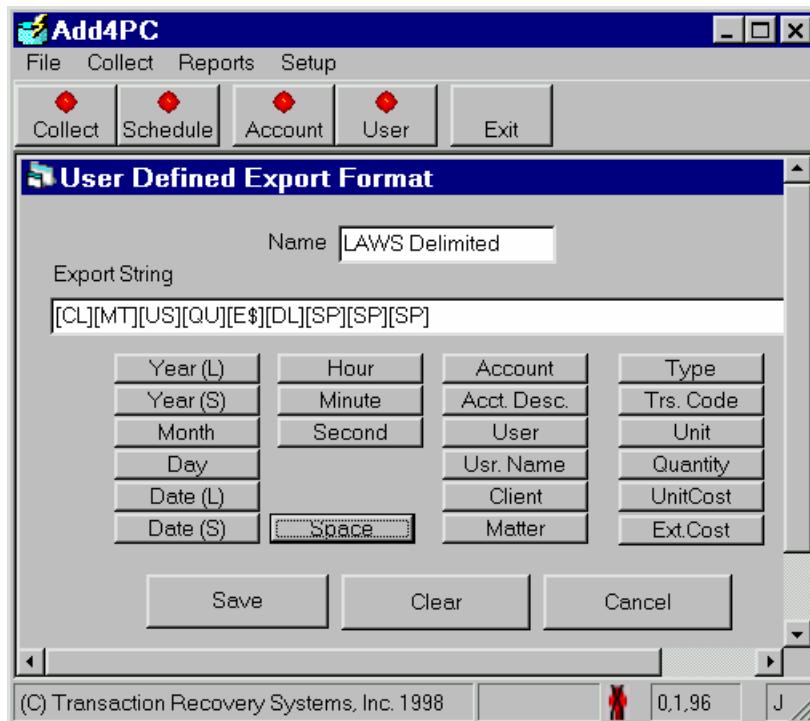 Add4PC
File Collect Reports Setup
Collect Schedule Account User Exit
User Defined Export Format
Name LAWS Delimited
Export String
[CL][MT][US][QU][E$][DL][SP][SP][SP]
Year (L) Hour Account Type
Year (S) Minute Acct. Desc. Trs. Code
Month Second User Unit
Day Usr. Name Quantity
Date (L) Client UnitCost
Date (S) Space Matter Ext.Cost
Save Clear Cancel
(C) Transaction Recovery Systems, Inc. 1998 0,1,96 J